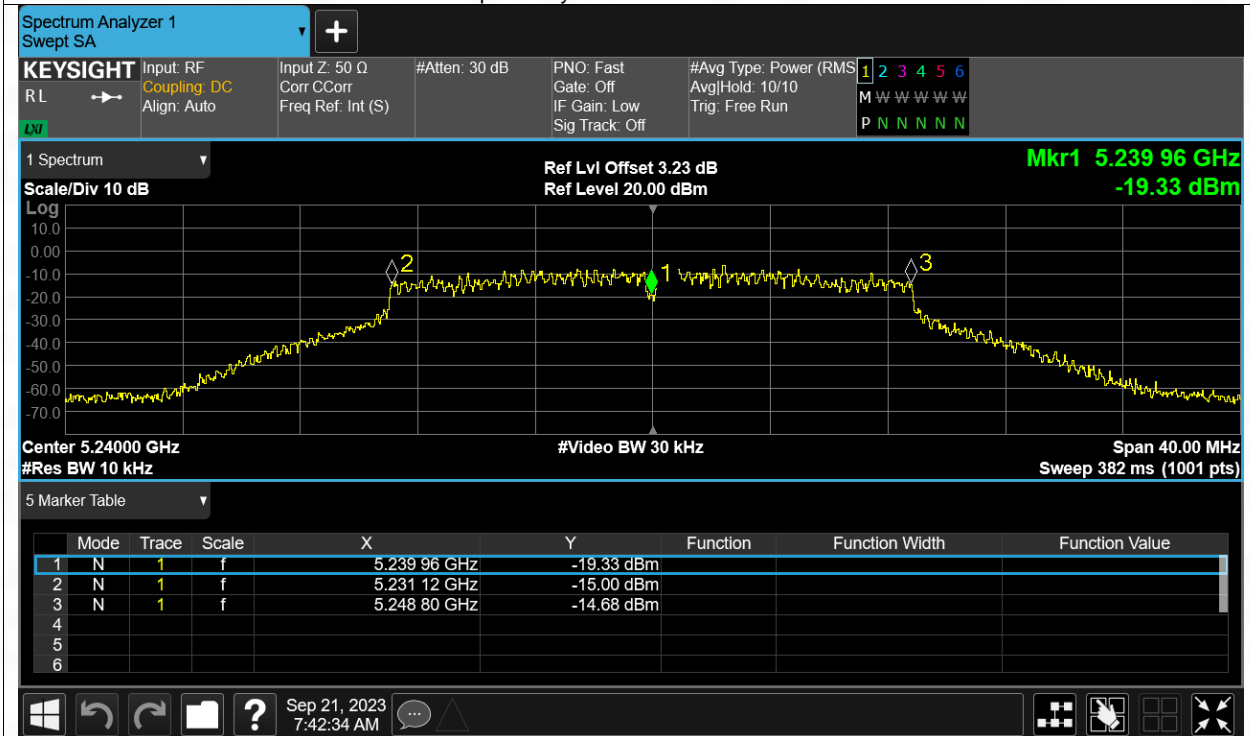 Spectrum Analyzer 1
Swept SA
+
KEYSIGHT
R L
LXI
Input: RF
Coupling: DC
Align: Auto
Input Z: 50 Ω
Corr CCorr
Freq Ref: Int (S)
#Atten: 30 dB
PNO: Fast
Gate: Off
IF Gain: Low
Sig Track: Off
#Avg Type: Power (RMS
Avg|Hold: 10/10
Trig: Free Run
1 2 3 4 5 6
M W W W W W
P N N N N N
1 Spectrum
Scale/Div 10 dB
Ref Lvl Offset 3.23 dB
Ref Level 20.00 dBm
Mkr1 5.239 96 GHz
-19.33 dBm
Log
10.0
0.00
-10.0
-20.0
-30.0
-40.0
-50.0
-60.0
-70.0
2
1
3
Center 5.24000 GHz
#Video BW 30 kHz
Span 40.00 MHz
#Res BW 10 kHz
Sweep 382 ms (1001 pts)
5 Marker Table
Mode Trace Scale X Y Function Function Width Function Value
1 N 1 f 5.239 96 GHz -19.33 dBm
2 N 1 f 5.231 12 GHz -15.00 dBm
3 N 1 f 5.248 80 GHz -14.68 dBm
4
5
6
?
Sep 21, 2023
7:42:34 AM